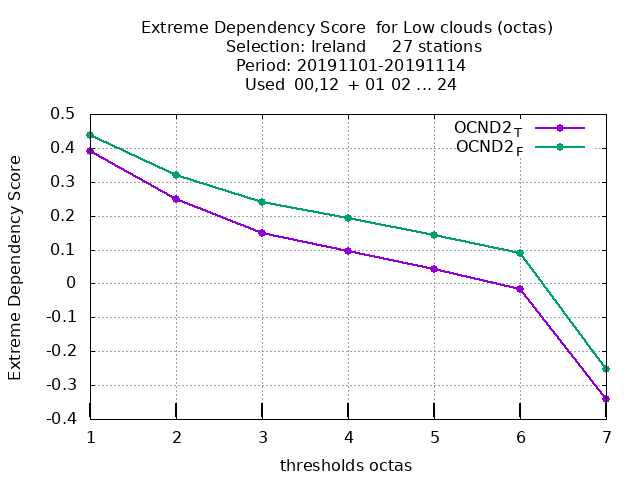 Extreme Dependency Score  for Low clouds (octas)
Selection: Ireland     27 stations
Period: 20191101-20191114
Used  00,12  + 01 02 ... 24
OCND2_T
OCND2_F
Extreme Dependency Score
0.5
0.4
0.3
0.2
0.1
0
-0.1
-0.2
-0.3
-0.4
1 2 3 4 5 6 7
thresholds octas